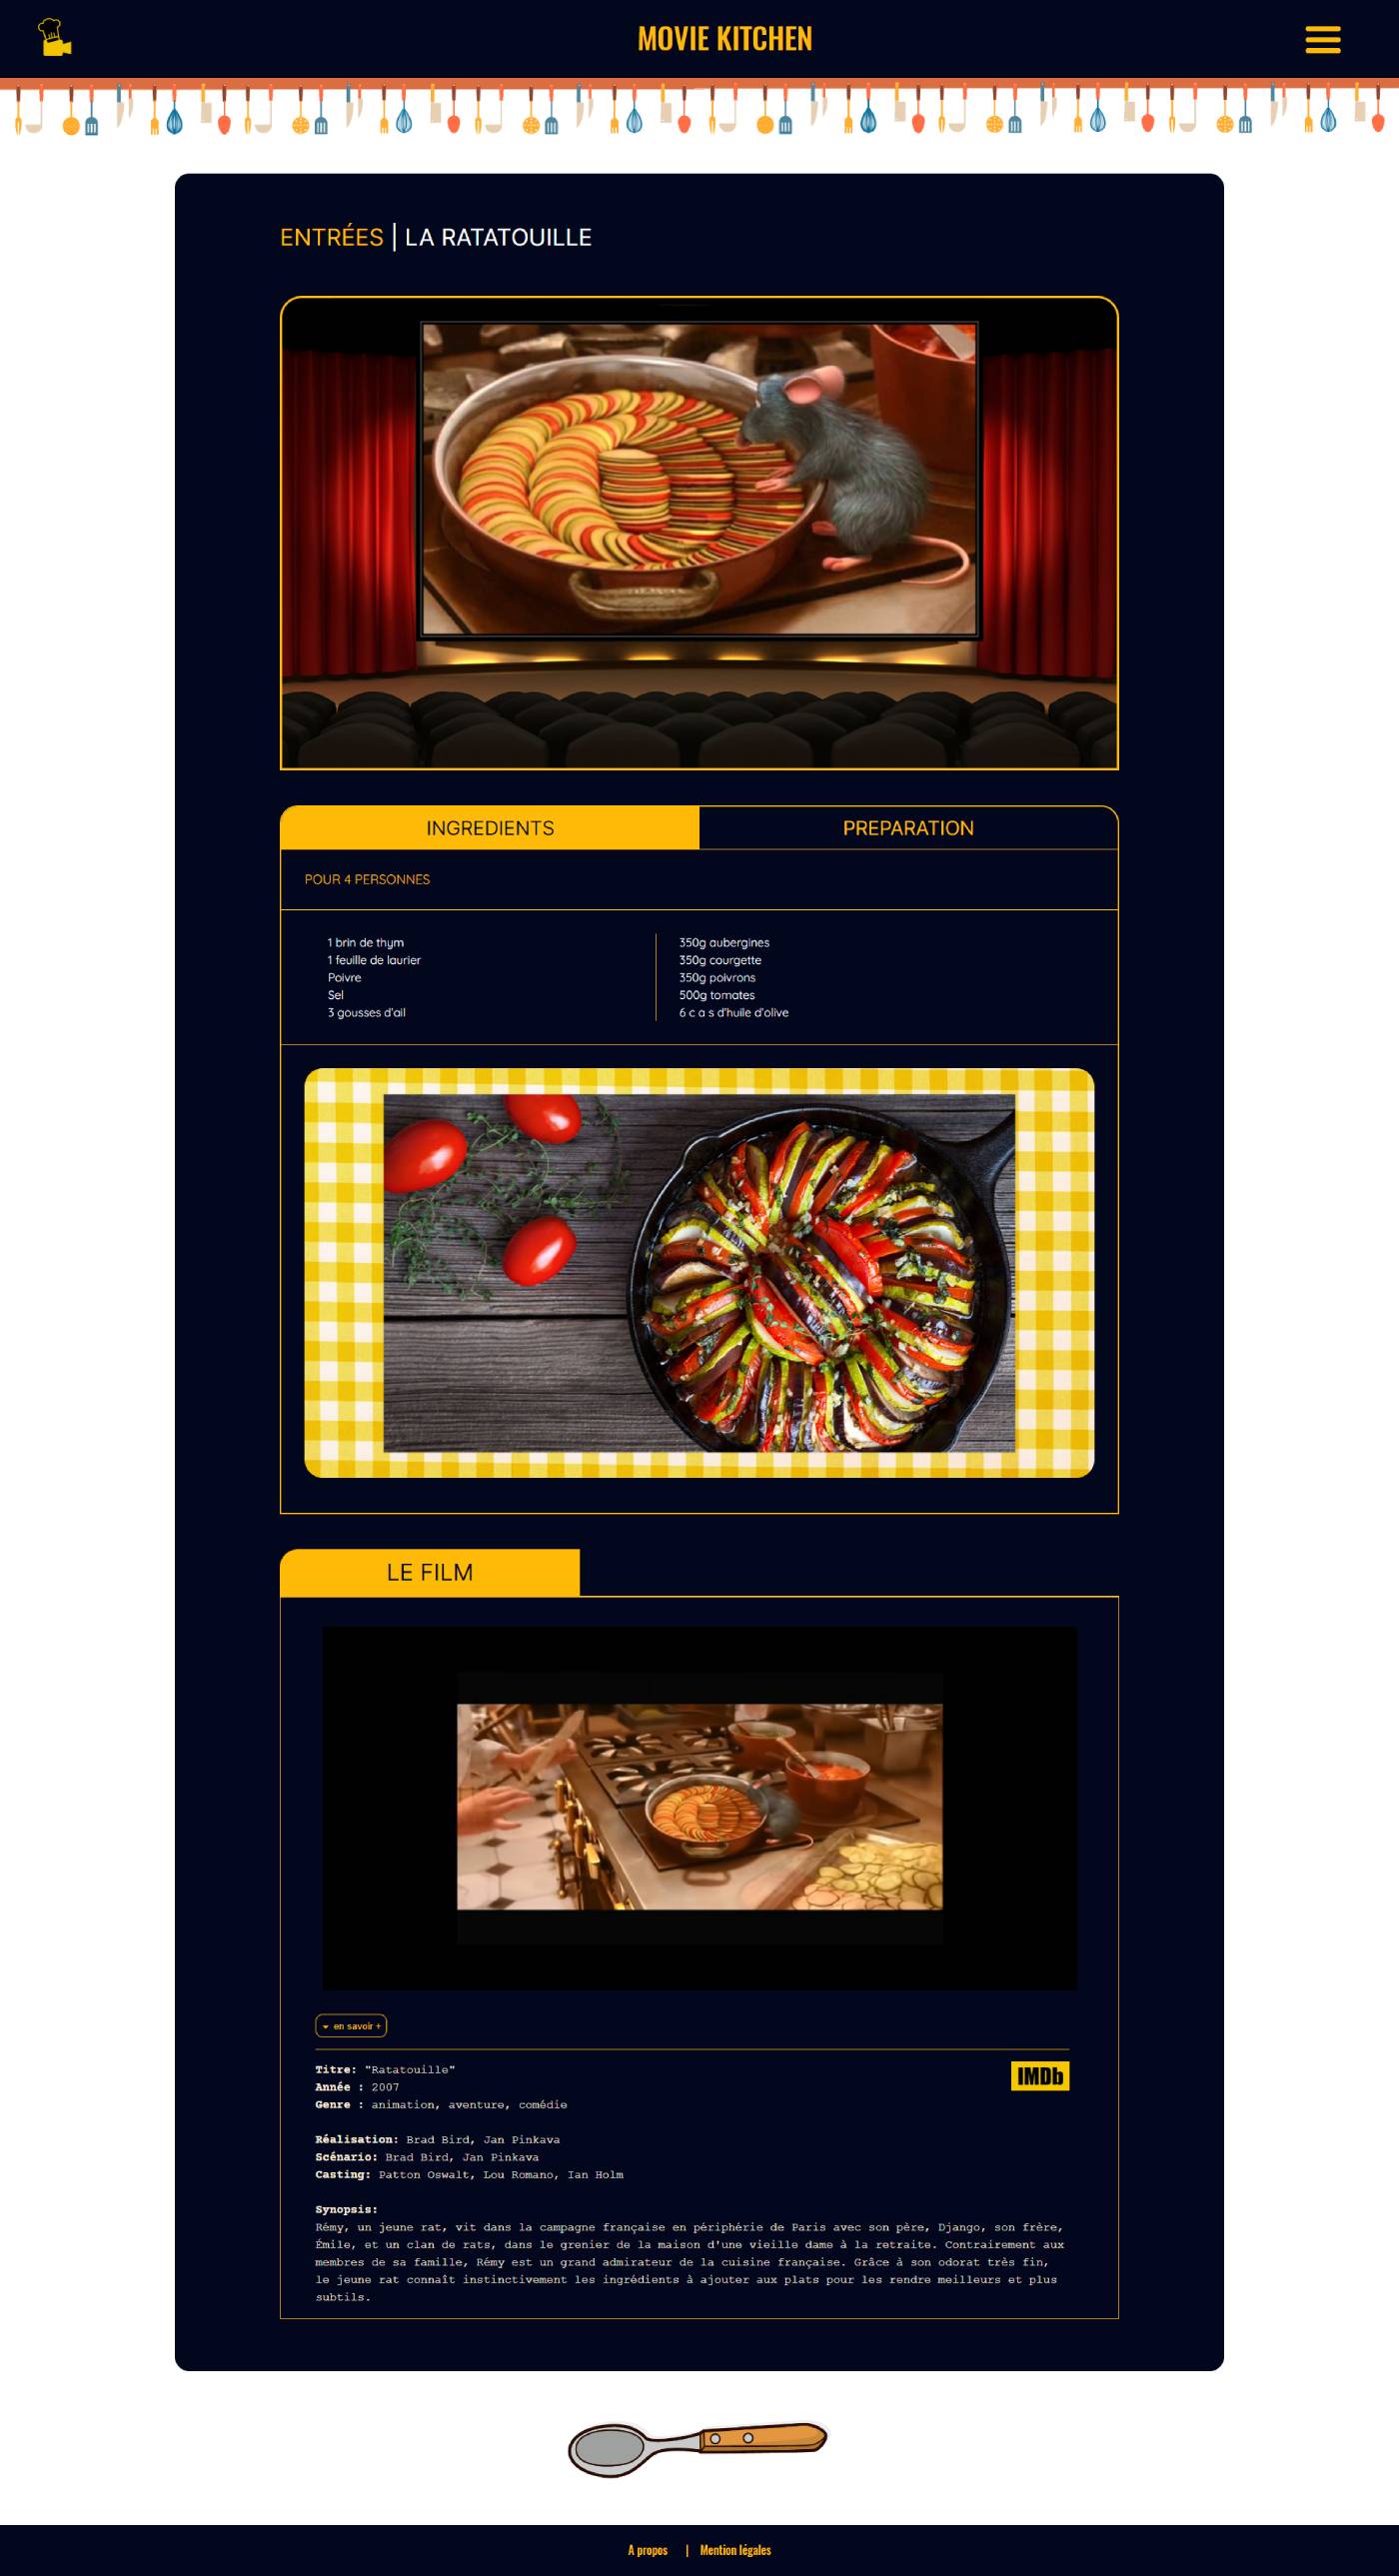 MOVIE KITCHEN
ENTRÉES | LA RATATOUILLE
INGREDIENTS
PREPARATION
POUR 4 PERSONNES
1 brin de thym
1 feuille de laurier
Poivre
Sel
3 gousses d'ail
350g aubergines
350g courgette
350g poivrons
500g tomates
6 c a s d'huile d'olive
LE FILM
en savoir +
IMDb
Titre: "Ratatouille"
Année : 2007
Genre : animation, aventure, comédie
Réalisation: Brad Bird, Jan Pinkava
Scénario: Brad Bird, Jan Pinkava
Casting: Patton Oswalt, Lou Romano, Ian Holm
Synopsis:
Rémy, un jeune rat, vit dans la campagne française en périphérie de Paris avec son père, Django, son frère,
Émile, et un clan de rats, dans le grenier de la maison d'une vieille dame à la retraite. Contrairement aux
membres de sa famille, Rémy est un grand admirateur de la cuisine française. Grâce à son odorat très fin,
le jeune rat connaît instinctivement les ingrédients à ajouter aux plats pour les rendre meilleurs et plus
subtils.
A propos | Mention légales